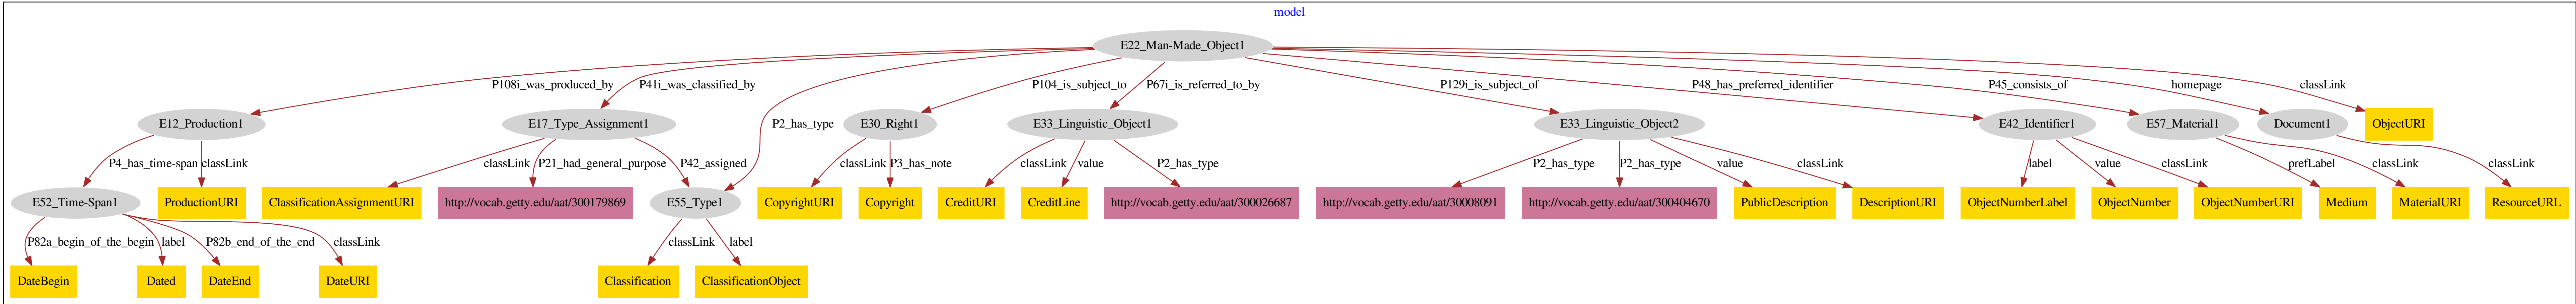 model
E22_Man-Made_Object1
P108i_was_produced_by
P41i_was_classified_by
P104_is_subject_to
P67i_is_referred_to_by
P129i_is_subject_of
P48_has_preferred_identifier
P45_consists_of
homepage
classLink
E12_Production1
E17_Type_Assignment1
P2_has_type
E30_Right1
E33_Linguistic_Object1
E33_Linguistic_Object2
E42_Identifier1
E57_Material1
Document1
ObjectURI
P4_has_time-span
classLink
classLink
P21_had_general_purpose
P42_assigned
classLink
P3_has_note
classLink
value
P2_has_type
P2_has_type
P2_has_type
value
classLink
label
value
classLink
prefLabel
classLink
classLink
E52_Time-Span1
ProductionURI
ClassificationAssignmentURI
http://vocab.getty.edu/aat/300179869
E55_Type1
CopyrightURI
Copyright
CreditURI
CreditLine
http://vocab.getty.edu/aat/300026687
http://vocab.getty.edu/aat/30008091
http://vocab.getty.edu/aat/300404670
PublicDescription
DescriptionURI
ObjectNumberLabel
ObjectNumber
ObjectNumberURI
Medium
MaterialURI
ResourceURL
P82a_begin_of_the_begin
label
P82b_end_of_the_end
classLink
classLink
label
DateBegin
Dated
DateEnd
DateURI
Classification
ClassificationObject